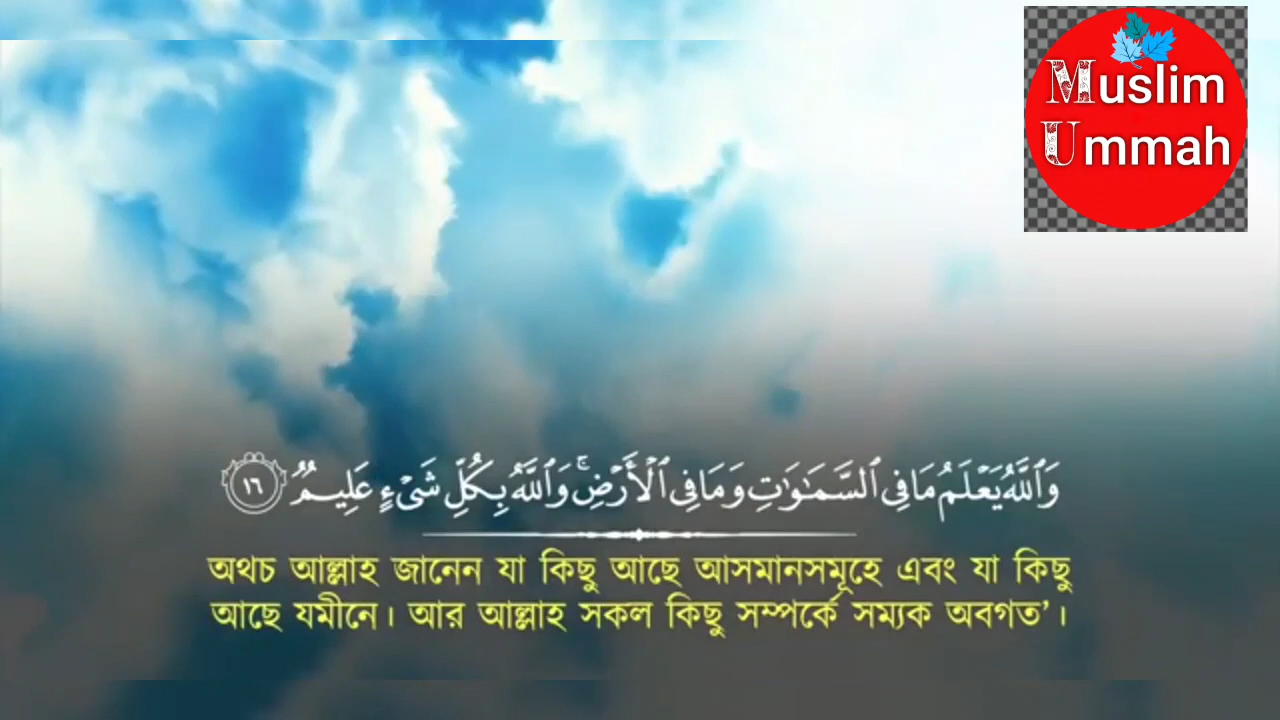 Muslim
Ummah
وَٱللَّهُ يَعْلَمُ مَا فِى ٱلسَّمَـٰوَٰتِ وَمَا فِى ٱلْأَرْضِ ۚ وَٱللَّهُ بِكُلِّ شَىْءٍ عَلِيمٌ ١٦
অথচ আল্লাহ জানেন যা কিছু আছে আসমানসমূহে এবং যা কিছু
আছে যমীনে। আর আল্লাহ সকল কিছু সম্পর্কে সম্যক অবগত’।